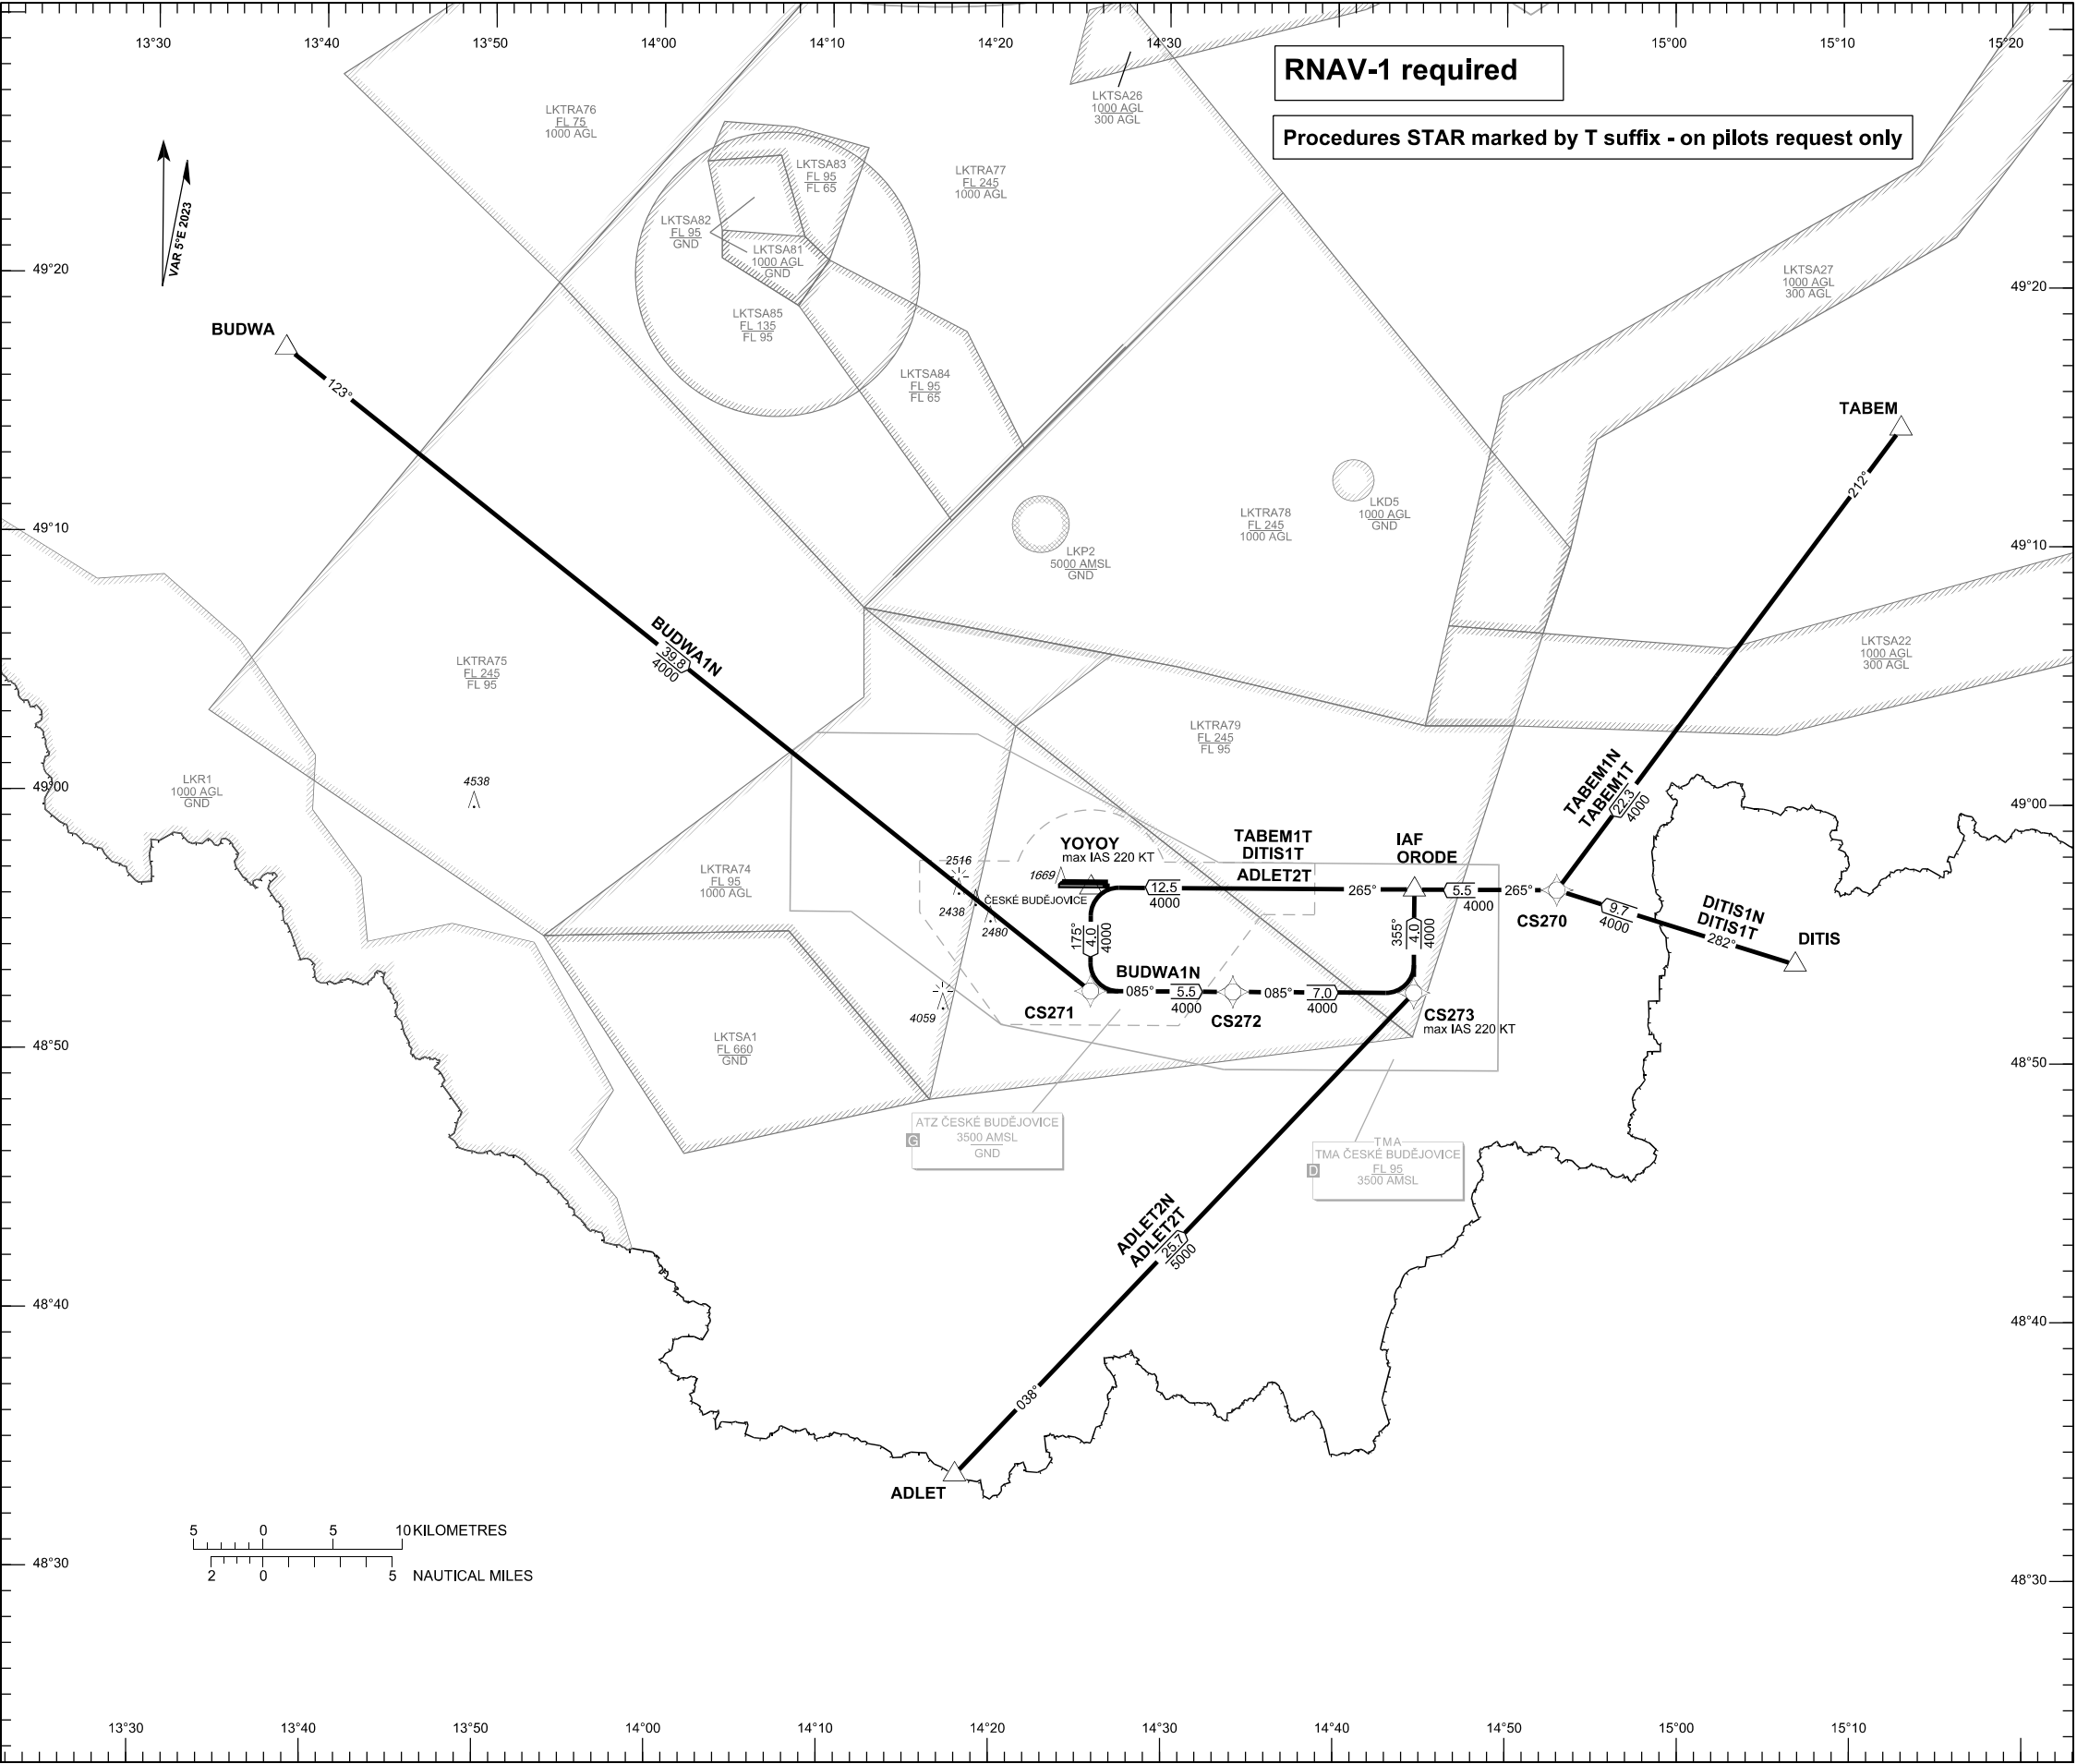 13°30
13°40
13°50
14°00
14°10
14°20
14°30
15°00
15°10
15°20
RNAV-1 required
Procedures STAR marked by T suffix - on pilots request only
LKTRA76
FL 75
1000 AGL
LKTSA26
1000 AGL
300 AGL
VAR 5°E 2023
LKTSA83
FL 95
FL 65
LKTRA77
FL 245
1000 AGL
LKTSA82
FL 95
GND
LKTSA81
1000 AGL
GND
49°20
49°20
LKTSA27
1000 AGL
300 AGL
LKTSA85
FL 135
FL 95
BUDWA
123°
LKTSA84
FL 95
FL 65
TABEM
212°
LKD5
1000 AGL
GND
LKTRA78
FL 245
1000 AGL
49°10
49°10
LKP2
5000 AMSL
GND
BUDWA1N
39.8
4000
LKTRA75
FL 245
FL 95
LKTSA22
1000 AGL
300 AGL
LKTRA79
FL 245
FL 95
4538
LKR1
1000 AGL
GND
49°00
49°00
TABEM1N
TABEM1T
22.3
4000
YOYOY
max IAS 220 KT
TABEM1T
DITIS1T
ADLET2T
IAF
ORODE
2516
1669
LKTRA74
FL 95
1000 AGL
12.5
4000
265°
5.5
4000
265°
ČESKÉ BUDĚJOVICE
2438
2480
CS270
9.7
4000
DITIS1N
DITIS1T
282°
DITIS
175°
4.0
4000
355°
4.0
4000
BUDWA1N
085°
5.5
4000
085°
7.0
4000
CS271
CS272
CS273
max IAS 220 KT
4059
48°50
48°50
LKTSA1
FL 660
GND
ATZ ČESKÉ BUDĚJOVICE
G
3500 AMSL
GND
TMA
TMA ČESKÉ BUDĚJOVICE
D
FL 95
3500 AMSL
ADLET2N
ADLET2T
25.7
5000
48°40
48°40
038°
ADLET
5 0 5 10 KILOMETRES
2 0 5 NAUTICAL MILES
48°30
48°30
13°30
13°40
13°50
14°00
14°10
14°20
14°30
14°40
14°50
15°00
15°10